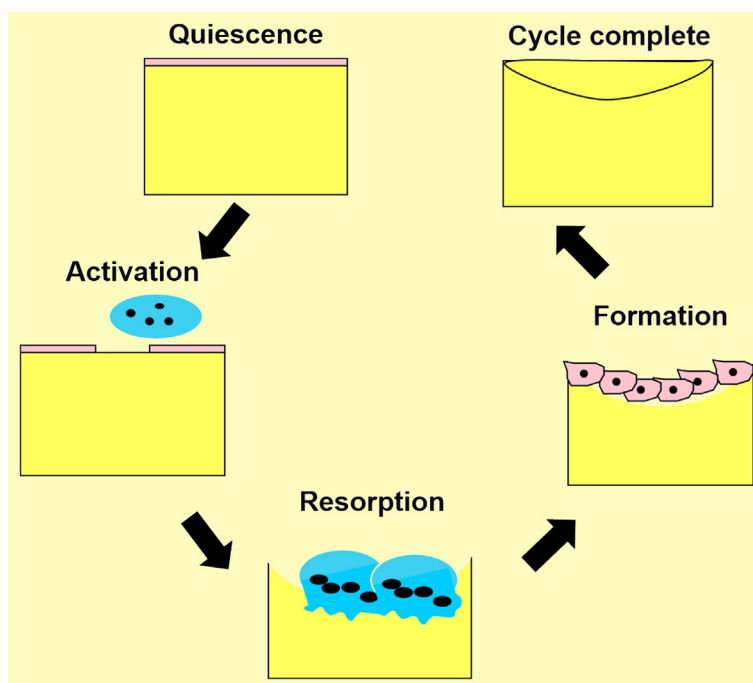 Quiescence
Cycle complete
Activation
Formation
Resorption